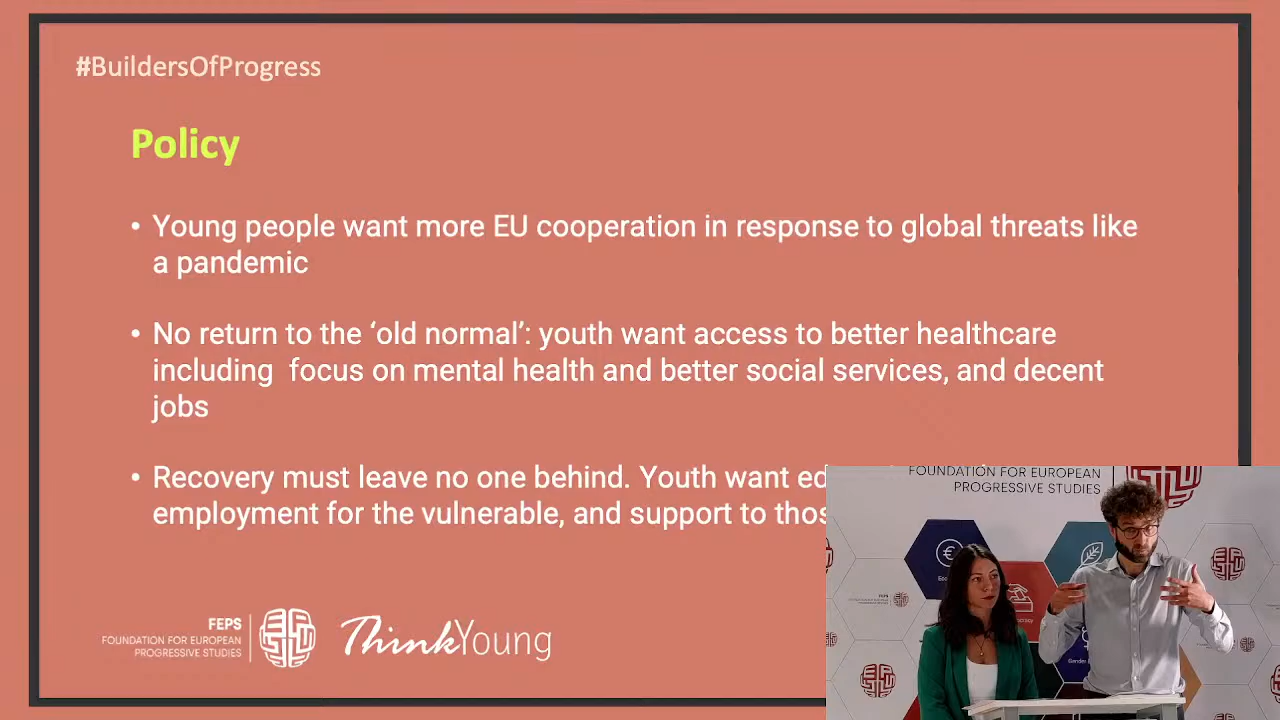 #BuildersOfProgress
Policy
• Young people want more EU cooperation in response to global threats like
a pandemic
• No return to the ‘old normal’: youth want access to better healthcare
including  focus on mental health and better social services, and decent
jobs
• Recovery must leave no one behind. Youth want
employment for the vulnerable, and support to
FEPS
FOUNDATION FOR EUROPEAN
PROGRESSIVE STUDIES
ThinkYoung
FOUNDATION FOR EUROPEAN
PROGRESSIVE STUDIES